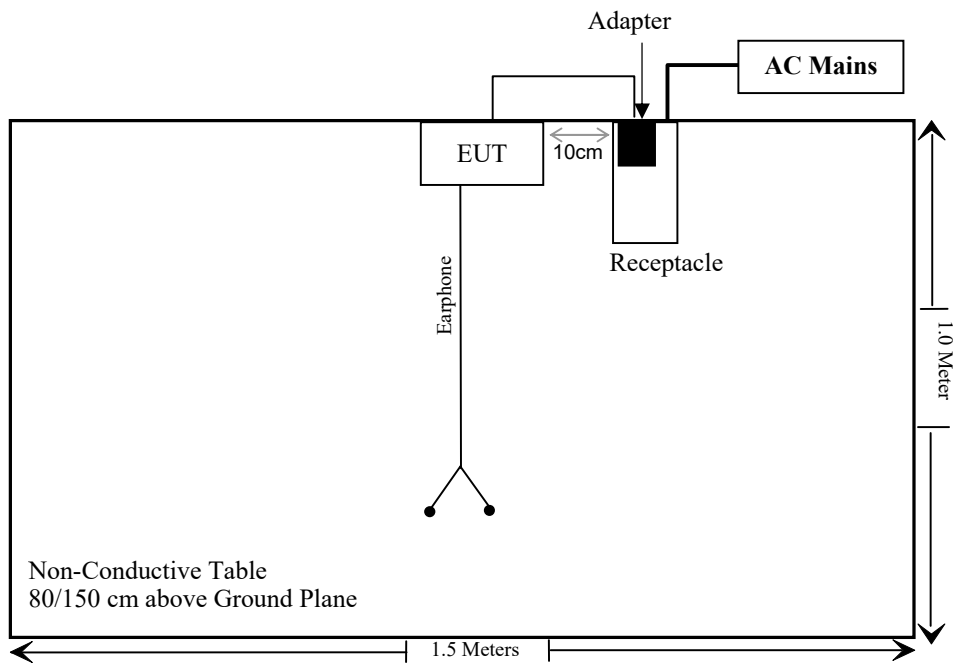 Adapter
AC Mains
EUT
10cm
Receptacle
Earphone
1.0 Meter
Non-Conductive Table
80/150 cm above Ground Plane
1.5 Meters